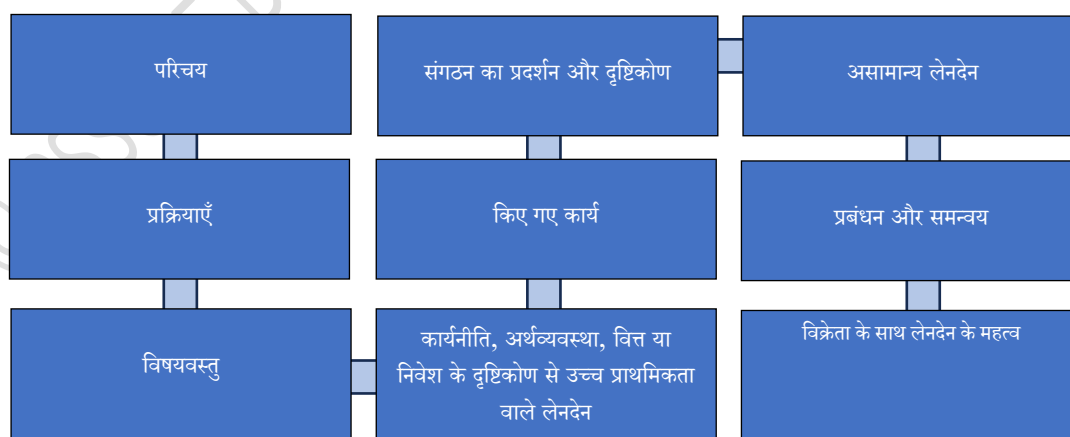 परिचय
प्रक्रियाएँ
विषयवस्तु
कार्यनीति, अर्थव्यवस्था, वित्त या
निवेश के दृष्टिकोण से उच्च प्राथमिकता
वाले लेनदेन
किए गए कार्य
संगठन का प्रदर्शन और दृष्टिकोण
असामान्य लेनदेन
प्रबंधन और समन्वय
विक्रेता के साथ लेनदेन के महत्व